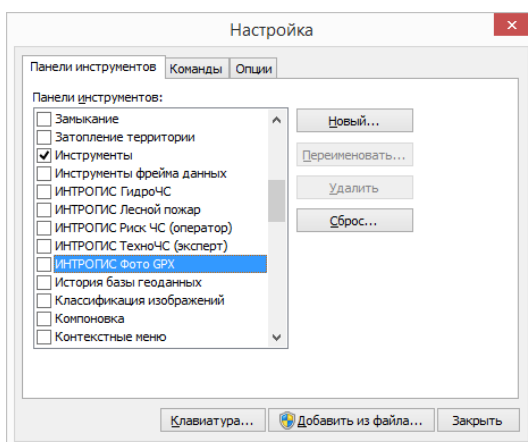 Настройка
Панели инструментов Команды Опции
Панели инструментов:
Замыкание
Затопление территории
Инструменты
Инструменты фрейма данных
ИНТРОГИС ГидроЧС
ИНТРОГИС Лесной пожар
ИНТРОГИС Риск ЧС (оператор)
ИНТРОГИС ТехноЧС (эксперт)
ИНТРОГИС Фото GPX
История базы геоданных
Классификация изображений
Компоновка
Контекстные меню
Новый...
Переименовать...
Удалить
Сброс...
Клавиатура... Добавить из файла... Закрыть